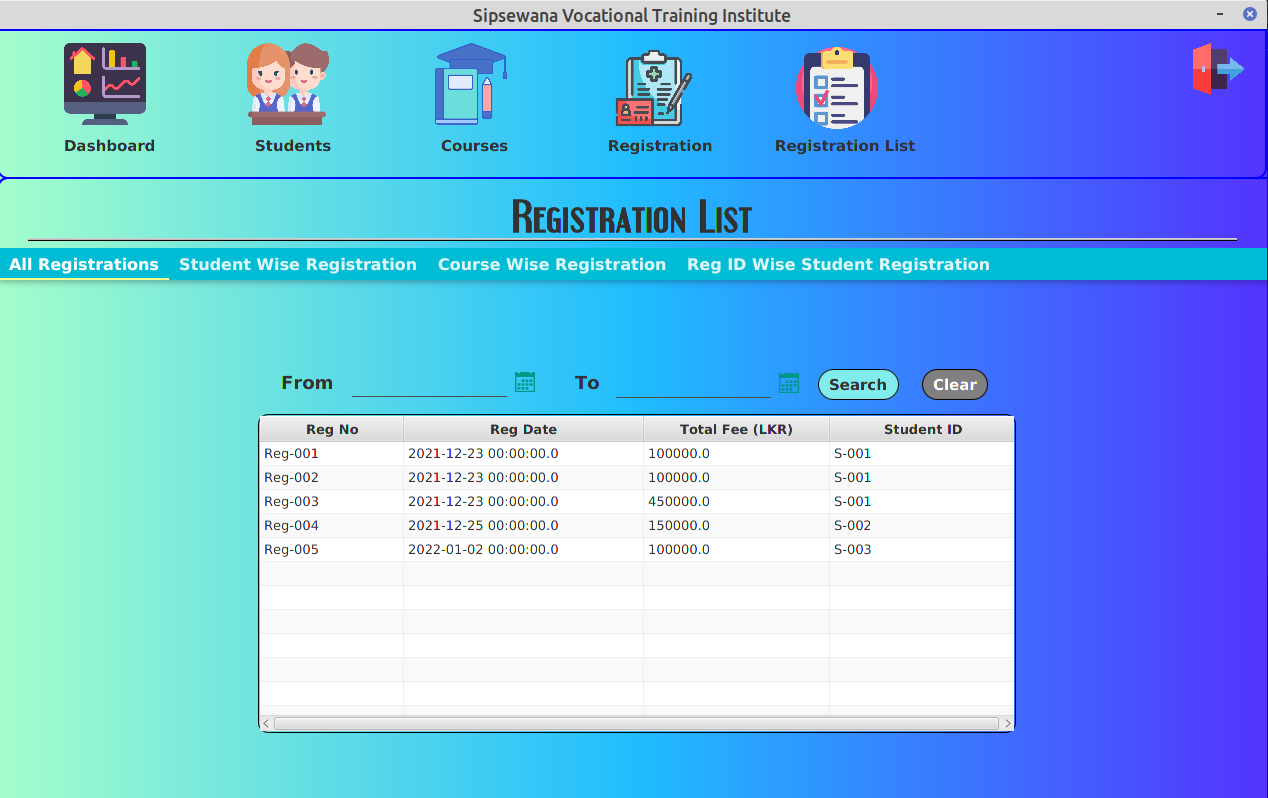 Sipsewana Vocational Training Institute
Dashboard Students Courses Registration Registration List
Registration List
All Registrations Student Wise Registration Course Wise Registration Reg ID Wise Student Registration
From To Search Clear
Reg No Reg Date Total Fee (LKR) Student ID
Reg-001 2021-12-23 00:00:00.0 100000.0 S-001
Reg-002 2021-12-23 00:00:00.0 100000.0 S-001
Reg-003 2021-12-23 00:00:00.0 450000.0 S-001
Reg-004 2021-12-25 00:00:00.0 150000.0 S-002
Reg-005 2022-01-02 00:00:00.0 100000.0 S-003